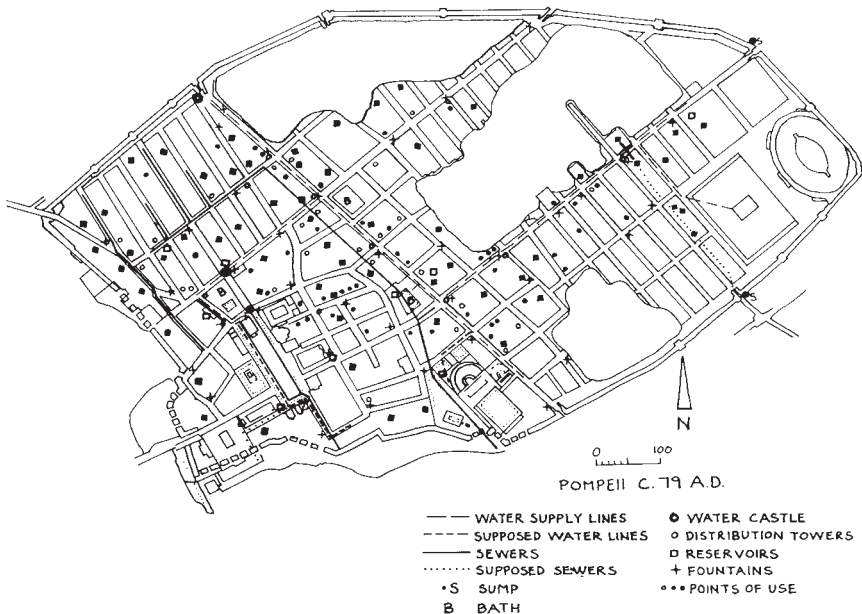 S
B
S
N
0 100
POMPEII C. 79 A.D.
WATER SUPPLY LINES
SUPPOSED WATER LINES
SEWERS
SUPPOSED SEWERS
S SUMP
B BATH
WATER CASTLE
DISTRIBUTION TOWERS
RESERVOIRS
FOUNTAINS
POINTS OF USE